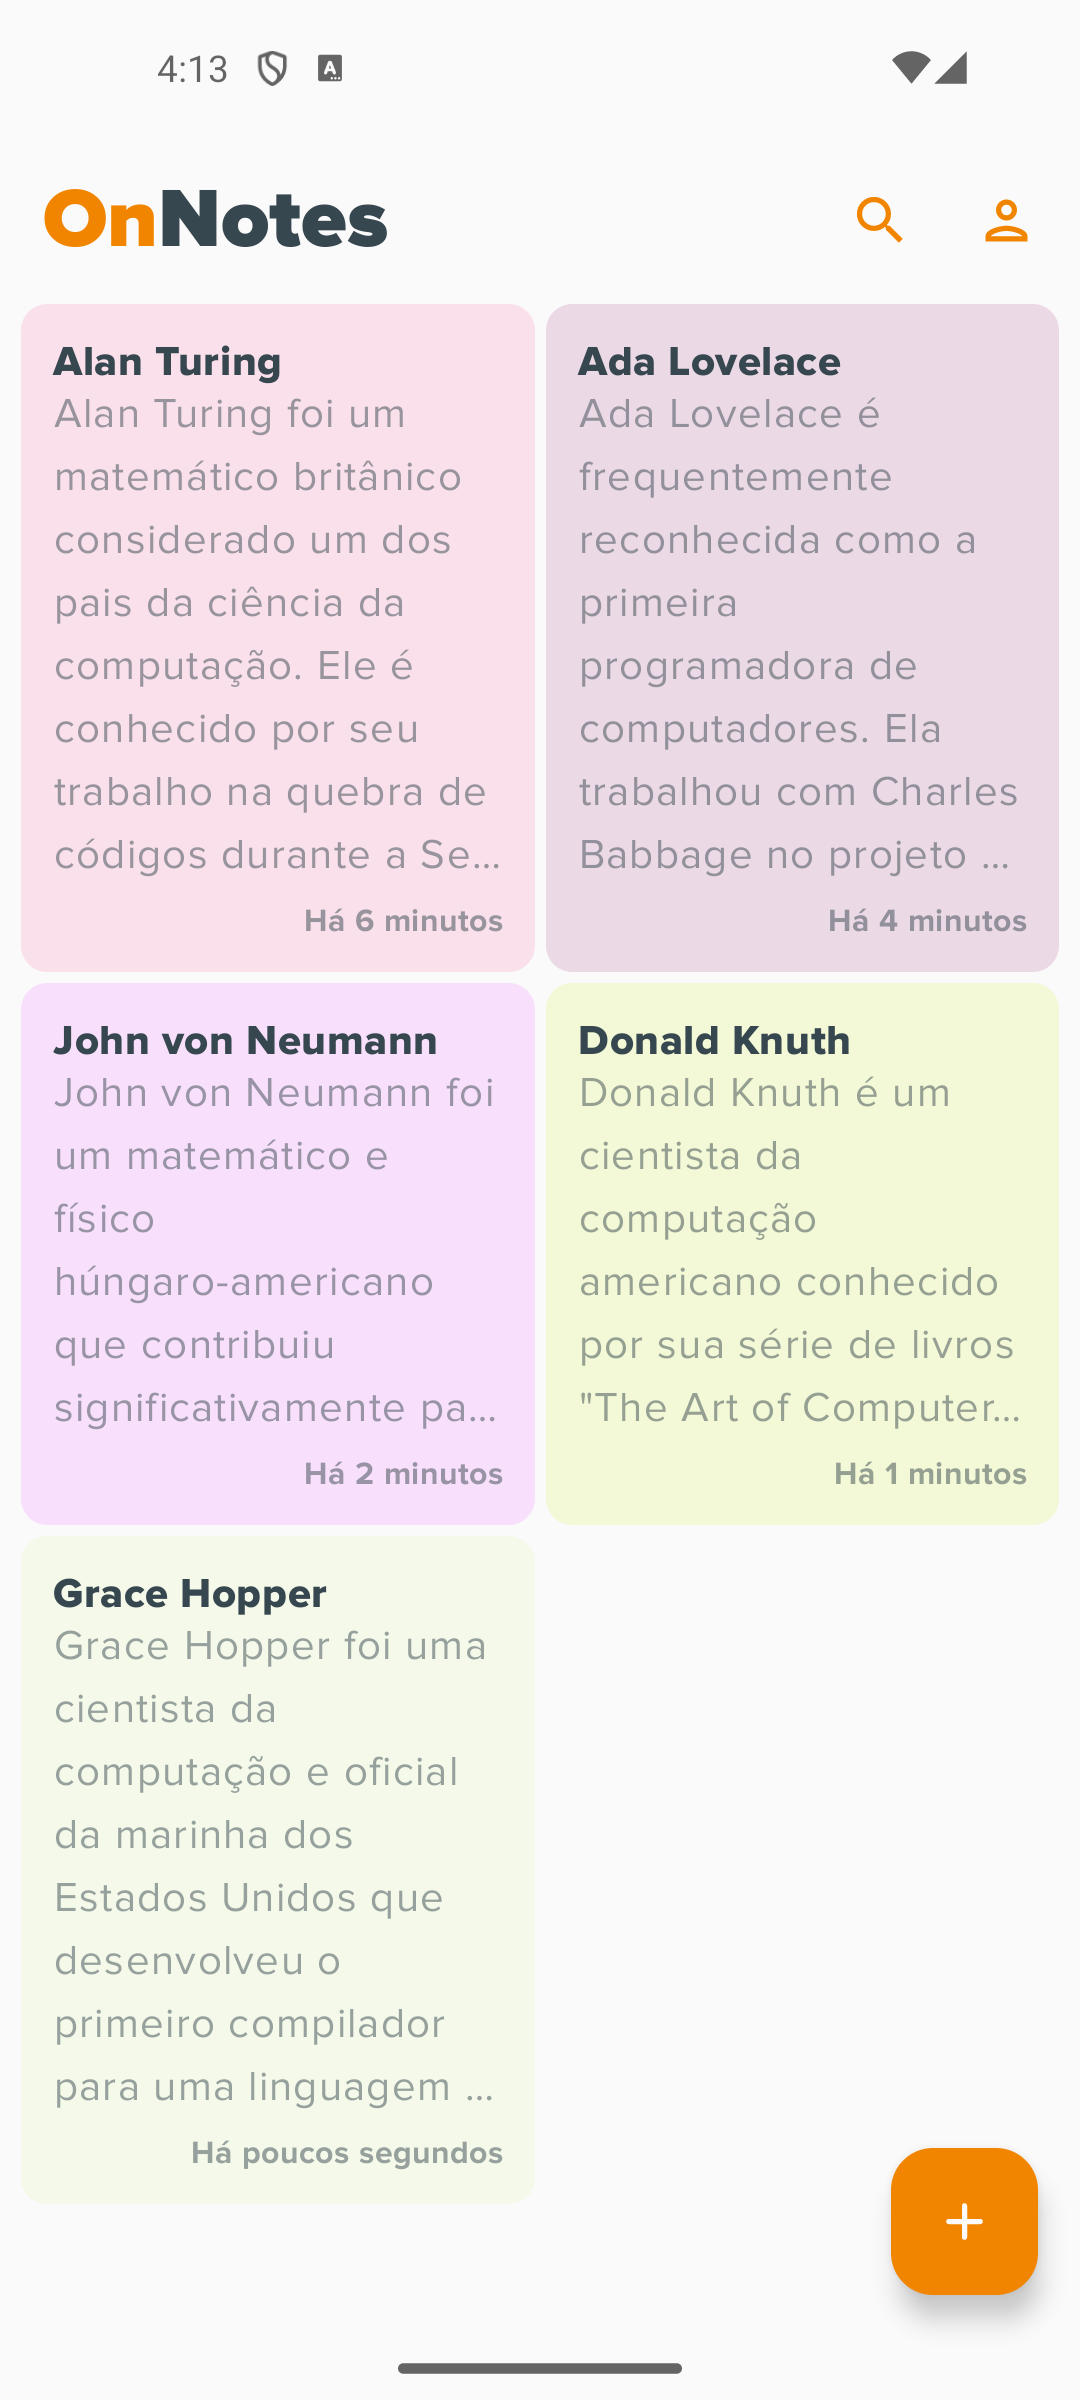 4:13
OnNotes
Alan Turing
Alan Turing foi um
matemático britânico
considerado um dos
pais da ciência da
computação. Ele é
conhecido por seu
trabalho na quebra de
códigos durante a Se...
Há 6 minutos
Ada Lovelace
Ada Lovelace é
frequentemente
reconhecida como a
primeira
programadora de
computadores. Ela
trabalhou com Charles
Babbage no projeto ...
Há 4 minutos
John von Neumann
John von Neumann foi
um matemático e
físico
húngaro-americano
que contribuiu
significativamente pa...
Há 2 minutos
Donald Knuth
Donald Knuth é um
cientista da
computação
americano conhecido
por sua série de livros
"The Art of Computer...
Há 1 minutos
Grace Hopper
Grace Hopper foi uma
cientista da
computação e oficial
da marinha dos
Estados Unidos que
desenvolveu o
primeiro compilador
para uma linguagem ...
Há poucos segundos